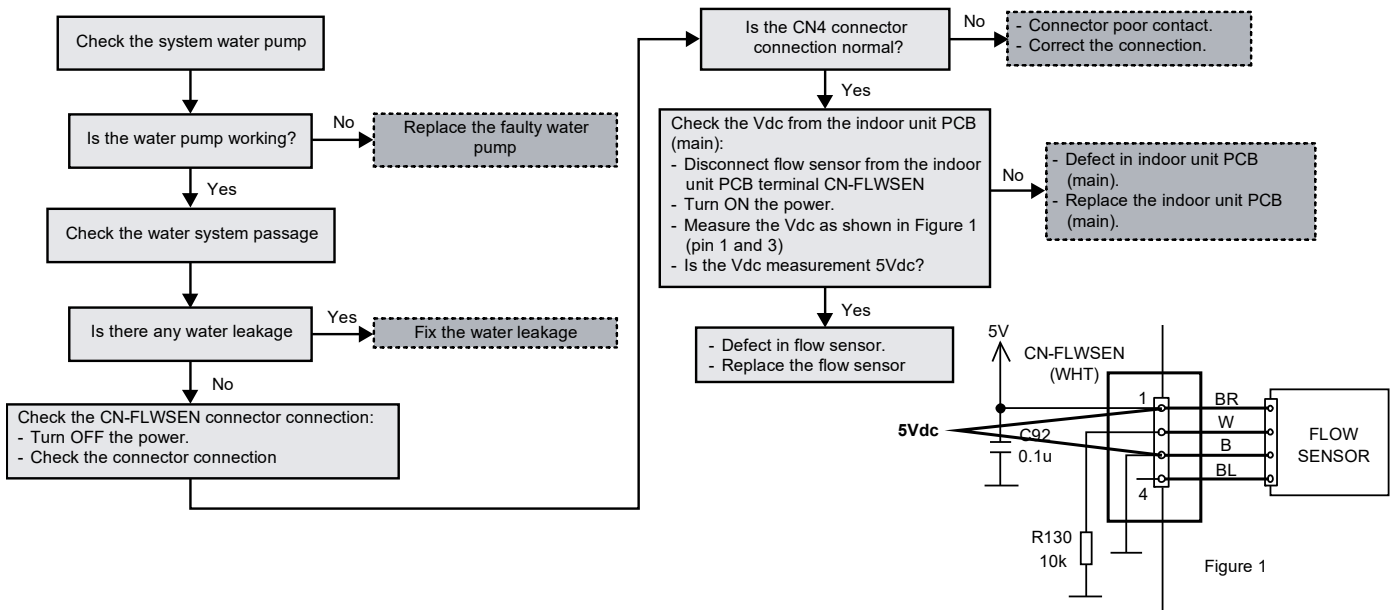 Check the system water pump
Is the water pump working?
No
Replace the faulty water
pump
Yes
Check the water system passage
Is there any water leakage
Yes
Fix the water leakage
No
Check the CN-FLWSEN connector connection:
- Turn OFF the power.
- Check the connector connection
Is the CN4 connector
connection normal?
No
- Connector poor contact.
- Correct the connection.
Yes
Check the Vdc from the indoor unit PCB
(main):
- Disconnect flow sensor from the indoor
unit PCB terminal CN-FLWSEN
- Turn ON the power.
- Measure the Vdc as shown in Figure 1
(pin 1 and 3)
- Is the Vdc measurement 5Vdc?
No
- Defect in indoor unit PCB
(main).
- Replace the indoor unit PCB
(main).
Yes
- Defect in flow sensor.
- Replace the flow sensor
5V
CN-FLWSEN
(WHT)
1
BR
W
B
BL
4
5Vdc
C92
0.1u
FLOW
SENSOR
R130
10k
Figure 1